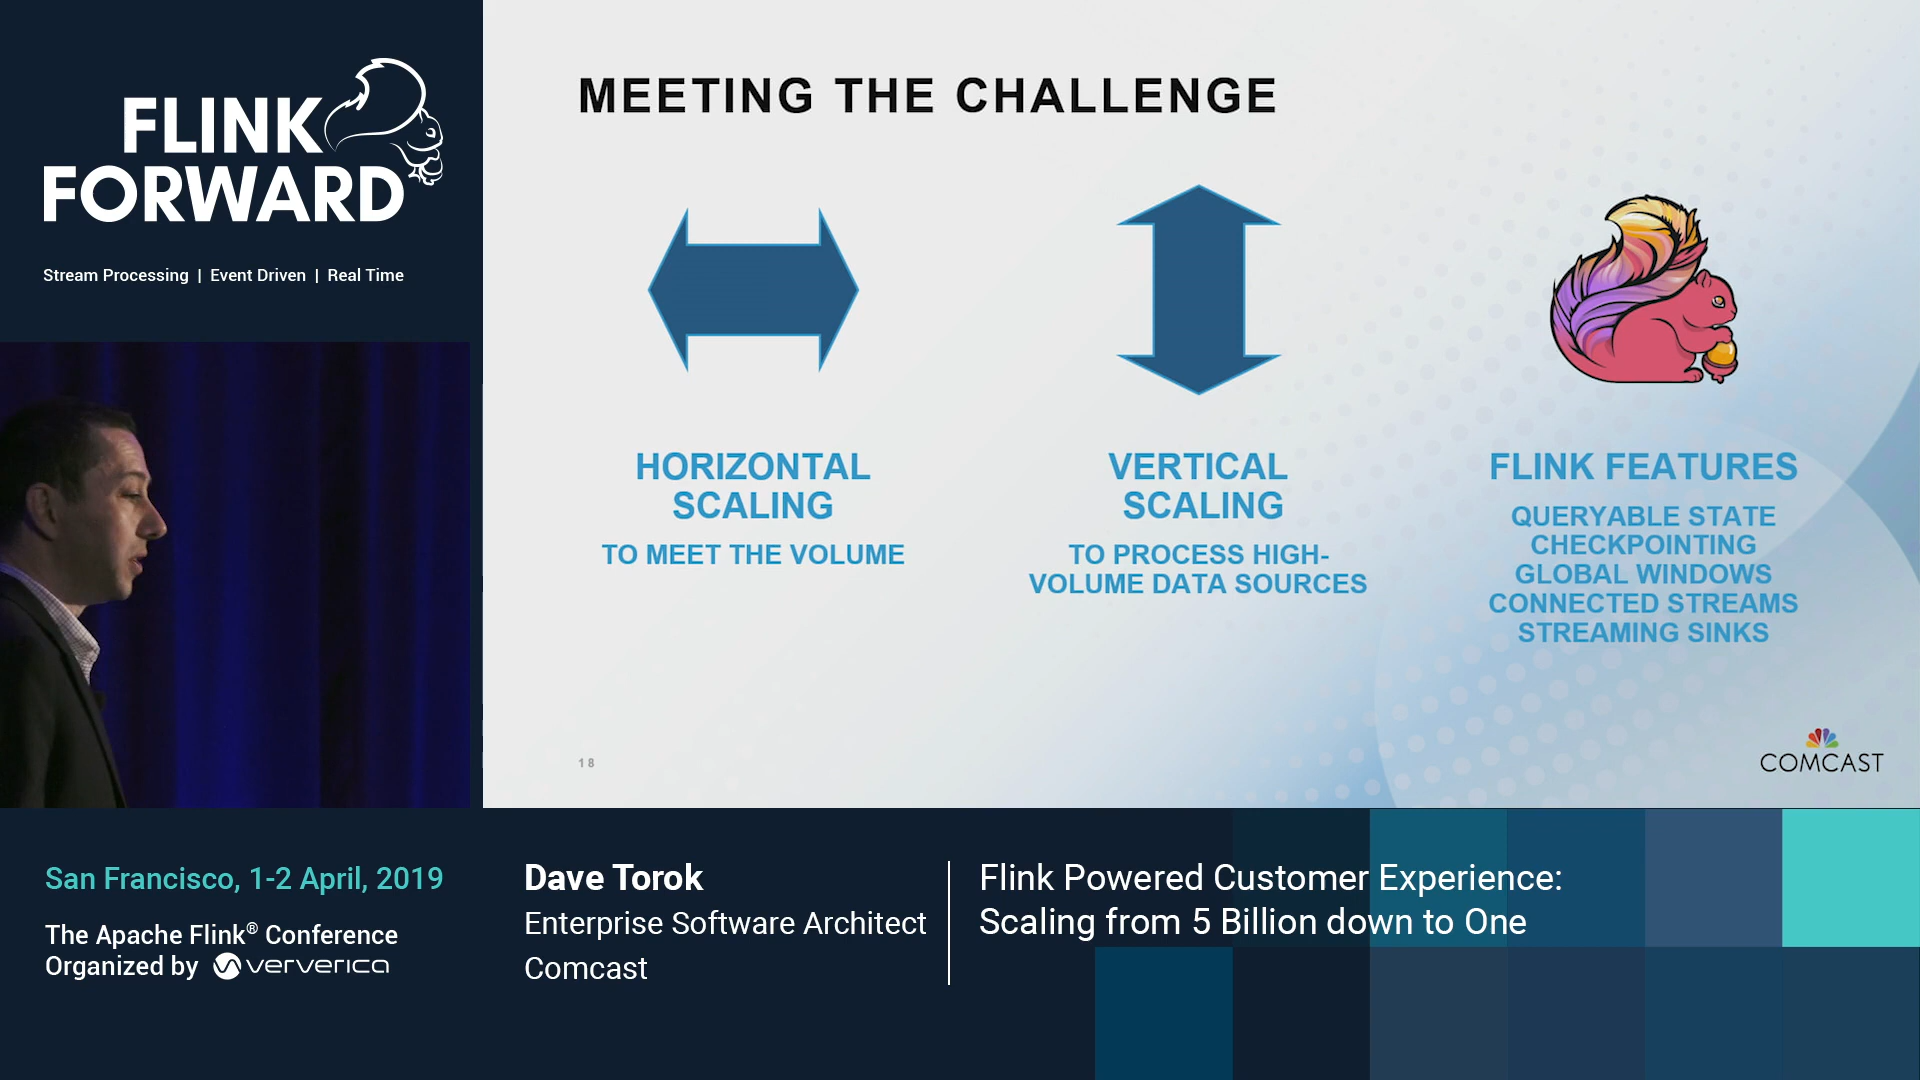 FLINK
FORWARD
Stream Processing | Event Driven | Real Time
MEETING THE CHALLENGE
HORIZONTAL
SCALING
TO MEET THE VOLUME
VERTICAL
SCALING
TO PROCESS HIGH-
VOLUME DATA SOURCES
FLINK FEATURES
QUERYABLE STATE
CHECKPOINTING
GLOBAL WINDOWS
CONNECTED STREAMS
STREAMING SINKS
18
COMCAST
San Francisco, 1-2 April, 2019
The Apache Flink® Conference
Organized by ververica
Dave Torok
Enterprise Software Architect
Comcast
Flink Powered Customer Experience:
Scaling from 5 Billion down to One